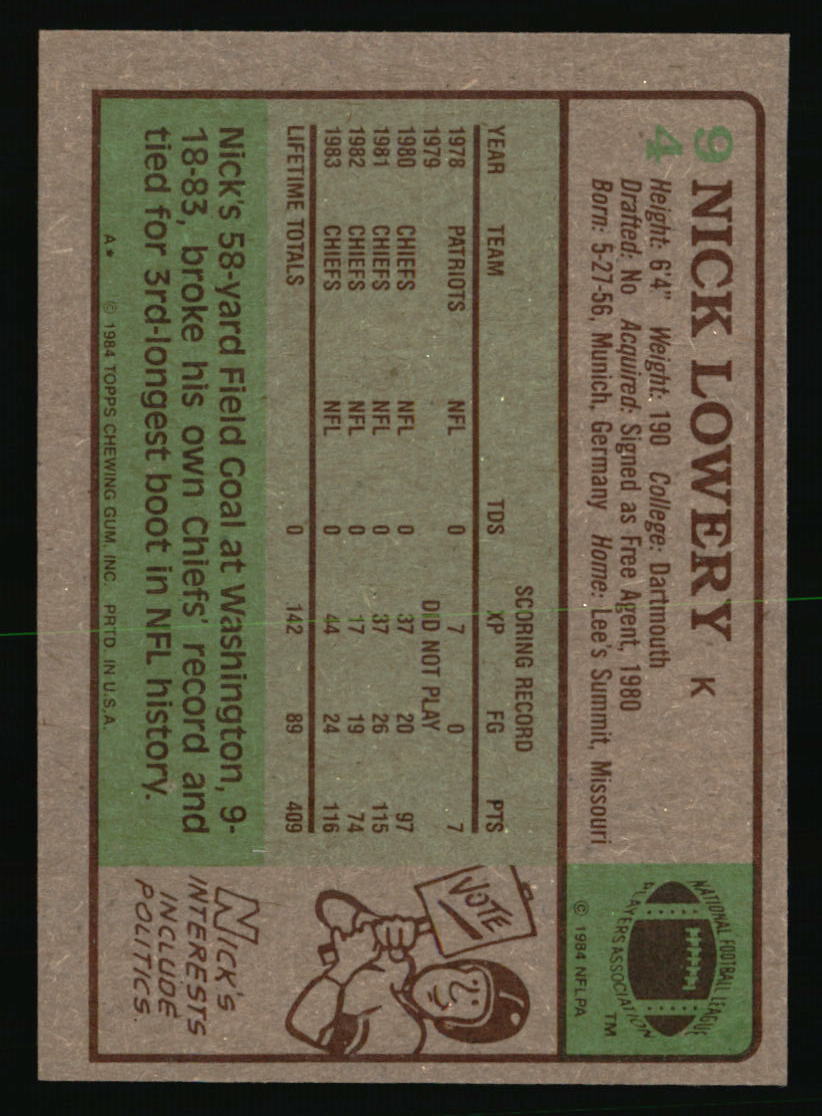 94
NICK LOWERY K
Height: 6'4" Weight: 190 College: Dartmouth
Drafted: No Acquired: Signed as Free Agent, 1980
Born: 5-27-56, Munich, Germany Home: Lee's Summit, Missouri
NATIONAL FOOTBALL LEAGUE
PLAYERS ASSOCIATION
TM
© 1984 NFLPA
SCORING RECORD
YEAR TEAM TDS XP FG PTS
1978 PATRIOTS NFL 0 7 0 7
1979 DID NOT PLAY
1980 CHIEFS NFL 0 37 20 97
1981 CHIEFS NFL 0 37 26 115
1982 CHIEFS NFL 0 17 19 74
1983 CHIEFS NFL 0 44 24 116
LIFETIME TOTALS 0 142 89 409
Nick's 58-yard Field Goal at Washington, 9-
18-83, broke his own Chiefs' record and
tied for 3rd-longest boot in NFL history.
A* © 1984 TOPPS CHEWING GUM, INC. PRTD. IN U.S.A.
VOTE
NICK'S
INTERESTS
INCLUDE
POLITICS.